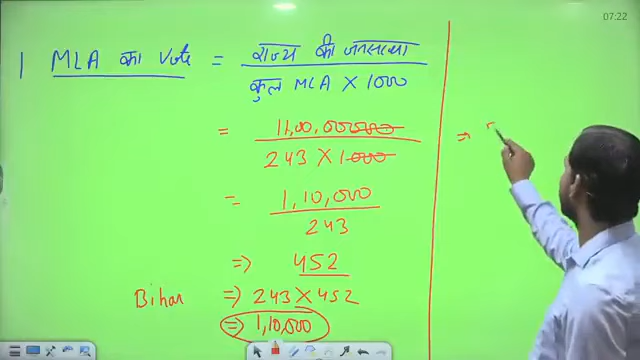 07:22
1 MLA का Vote = राज्य की जनसंख्या / कुल MLA × 1000
= 11,00,00000000 / 243 × 1000
= 1,10,000 / 243
⇒ 452
Bihar ⇒ 243 × 452
⇒ 1,10,000
⇒